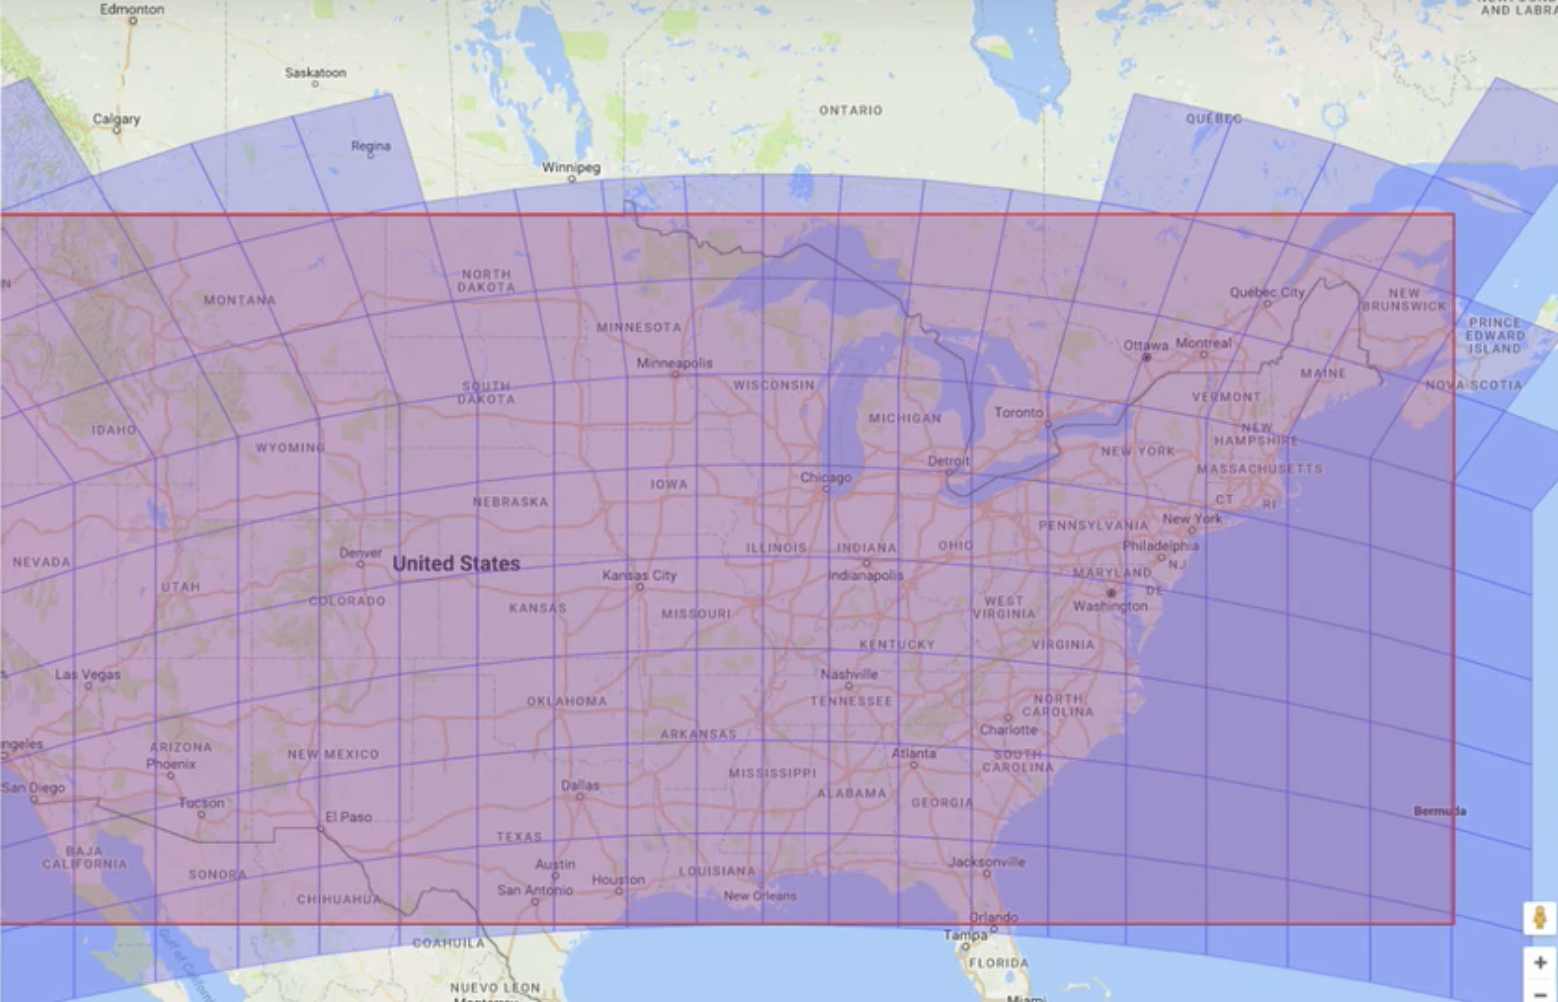 Edmonton
AND LABRA
Saskatoon
Calgary
ONTARIO
QUÉBEC
Regina
Winnipeg
NORTH
DAKOTA
MONTANA
Québec City
NEW
BRUNSWICK
MINNESOTA
PRINCE
EDWARD
ISLAND
Ottawa
Montreal
Minneapolis
MAINE
SOUTH
DAKOTA
WISCONSIN
NOVA SCOTIA
VERMONT
Toronto
MICHIGAN
IDAHO
NEW
HAMPSHIRE
WYOMING
NEW YORK
Detroit
MASSACHUSETTS
Chicago
IOWA
NEBRASKA
CT
RI
New York
PENNSYLVANIA
ILLINOIS
INDIANA
OHIO
Philadelphia
Denver
United States
NEVADA
NJ
Kansas City
Indianapolis
MARYLAND
UTAH
DE
COLORADO
KANSAS
MISSOURI
WEST
VIRGINIA
Washington
KENTUCKY
VIRGINIA
Las Vegas
Nashville
OKLAHOMA
TENNESSEE
NORTH
CAROLINA
Charlotte
ARKANSAS
ngeles
ARIZONA
NEW MEXICO
Atlanta
SOUTH
CAROLINA
Phoenix
MISSISSIPPI
San Diego
Dallas
ALABAMA
Tucson
GEORGIA
El Paso
Bermuda
TEXAS
BAJA
CALIFORNIA
Austin
Jacksonville
SONORA
Houston
LOUISIANA
San Antonio
New Orleans
CHIHUAHUA
Orlando
Tampa
COAHUILA
Gulf of California
FLORIDA
NUEVO LEON
Monterrey
Miami